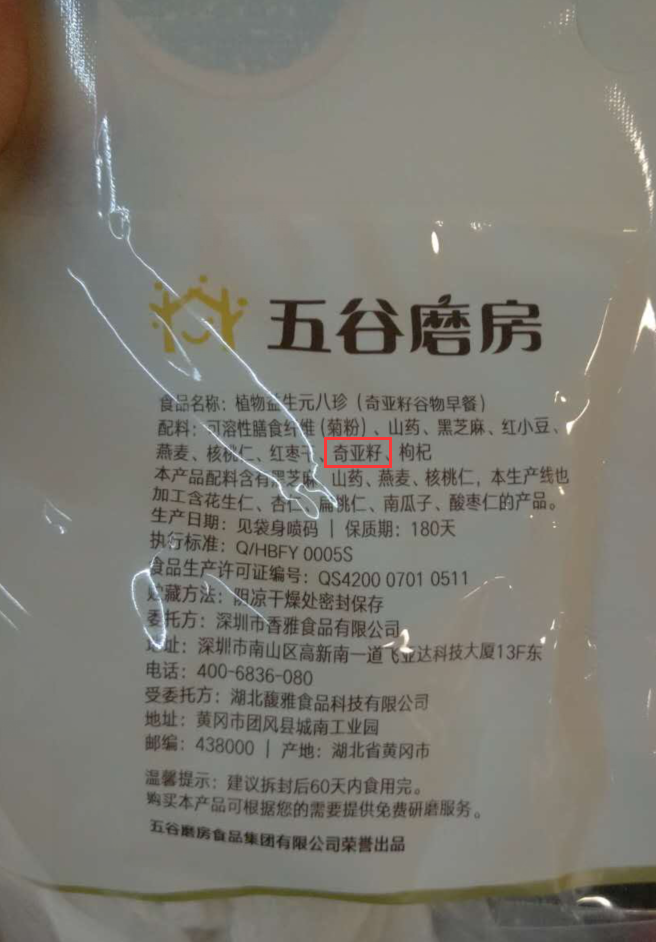 五谷磨房
食品名称：植物益生元八珍（奇亚籽谷物早餐）
配料：可溶性膳食纤维（菊粉）、山药、黑芝麻、红小豆、
燕麦、核桃仁、红枣干、奇亚籽、枸杞
本产品配料含有黑芝麻、山药、燕麦、核桃仁，本生产线也
加工含花生仁、杏仁、扁桃仁、南瓜子、酸枣仁的产品。
生产日期：见袋身喷码 | 保质期：180天
执行标准：Q/HBFY 0005S
食品生产许可证编号：QS4200 0701 0511
贮藏方法：阴凉干燥处密封保存
委托方：深圳市香雅食品有限公司
地址：深圳市南山区高新南一道飞亚达科技大厦13F东
电话：400-6836-080
受委托方：湖北馥雅食品科技有限公司
地址：黄冈市团风县城南工业园
邮编：438000 | 产地：湖北省黄冈市
温馨提示：建议拆封后60天内食用完。
购买本产品可根据您的需要提供免费研磨服务。
五谷磨房食品集团有限公司荣誉出品